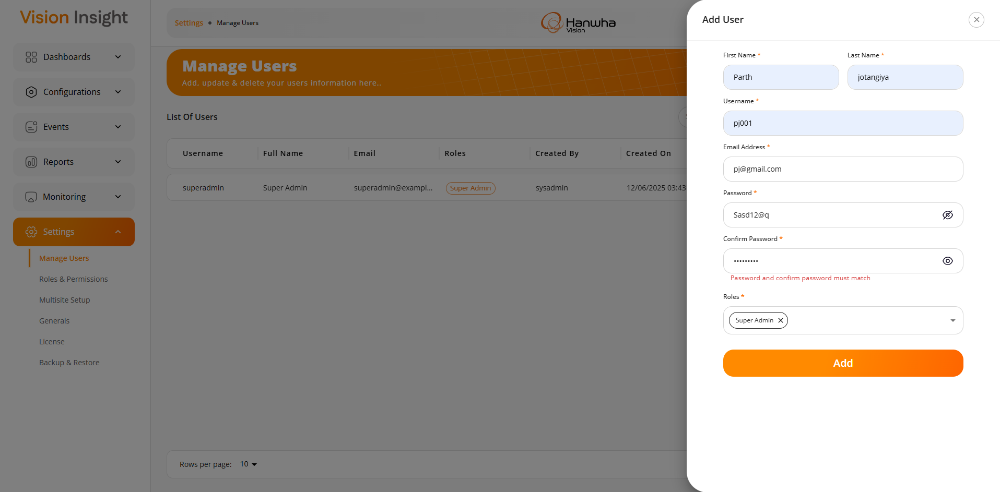 Vision Insight
Dashboards
Configurations
Events
Reports
Monitoring
Settings
Manage Users
Roles & Permissions
Multisite Setup
Generals
License
Backup & Restore
Settings • Manage Users
Hanwha
Vision
Manage Users
Add, update & delete your users information here..
List Of Users
Username Full Name Email Roles Created By Created On
superadmin Super Admin superadmin@exampl... Super Admin sysadmin 12/06/2025 03:43
Rows per page: 10
Add User
First Name * Last Name *
Parth jotangiya
Username *
pj001
Email Address *
pj@gmail.com
Password *
Sasd12@q
Confirm Password *
•••••••••
Password and confirm password must match
Roles *
Super Admin
Add